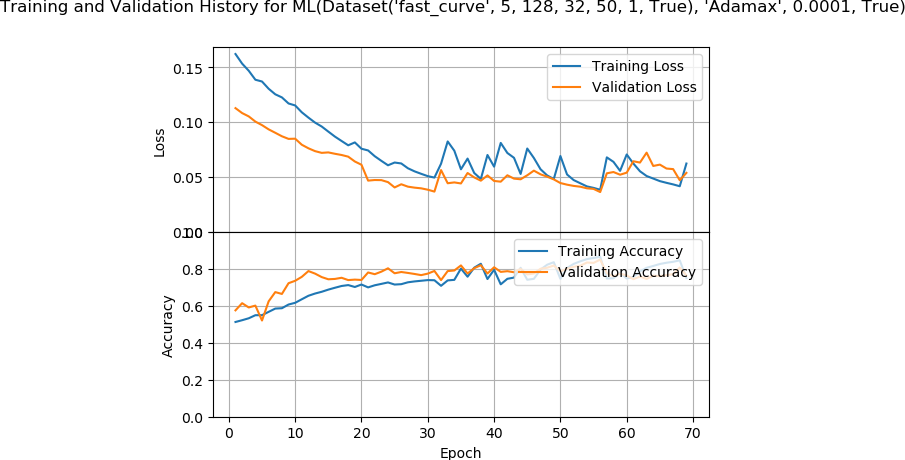 Training and Validation History for ML(Dataset('fast_curve', 5, 128, 32, 50, 1, True), 'Adamax', 0.0001, True)
0.15
0.10
0.05
0.00
Loss
Training Loss
Validation Loss
1.0
0.8
0.6
0.4
0.2
0.0
Accuracy
Training Accuracy
Validation Accuracy
0 10 20 30 40 50 60 70
Epoch